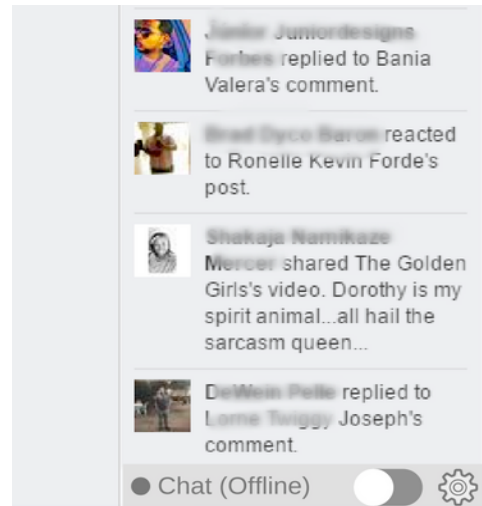 replied to Bania
Valera's comment.
reacted
to Ronelle Kevin Forde's
post.
shared The Golden
Girls's video. Dorothy is my
spirit animal...all hail the
sarcasm queen...
replied to
Joseph's
comment.
Chat (Offline)